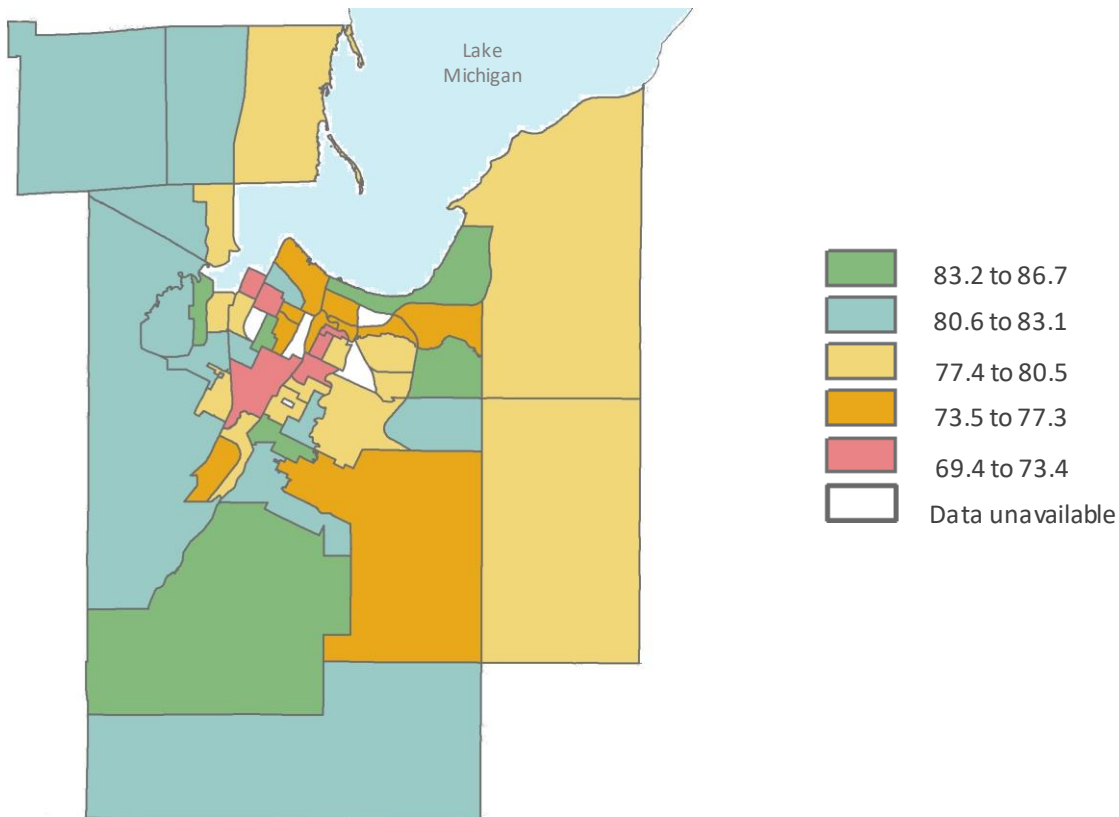 Lake
Michigan
83.2 to 86.7
80.6 to 83.1
77.4 to 80.5
73.5 to 77.3
69.4 to 73.4
Data unavailable